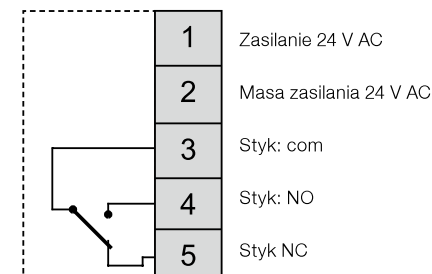 1 Zasilanie 24 V AC
2 Masa zasilania 24 V AC
3 Styk: com
4 Styk: NO
5 Styk NC